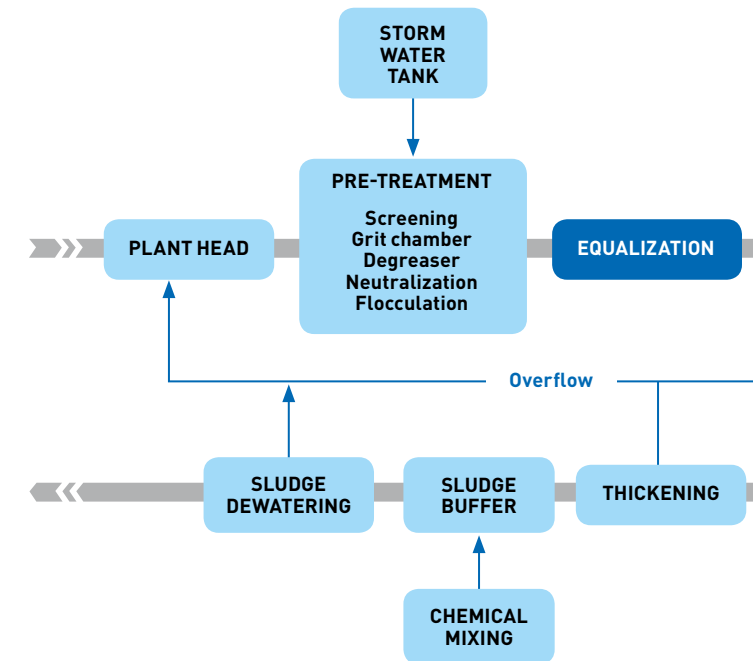 STORM
WATER
TANK
PRE-TREATMENT
Screening
Grit chamber
Degreaser
Neutralization
Flocculation
PLANT HEAD
EQUALIZATION
Overflow
SLUDGE
DEWATERING
SLUDGE
BUFFER
THICKENING
CHEMICAL
MIXING